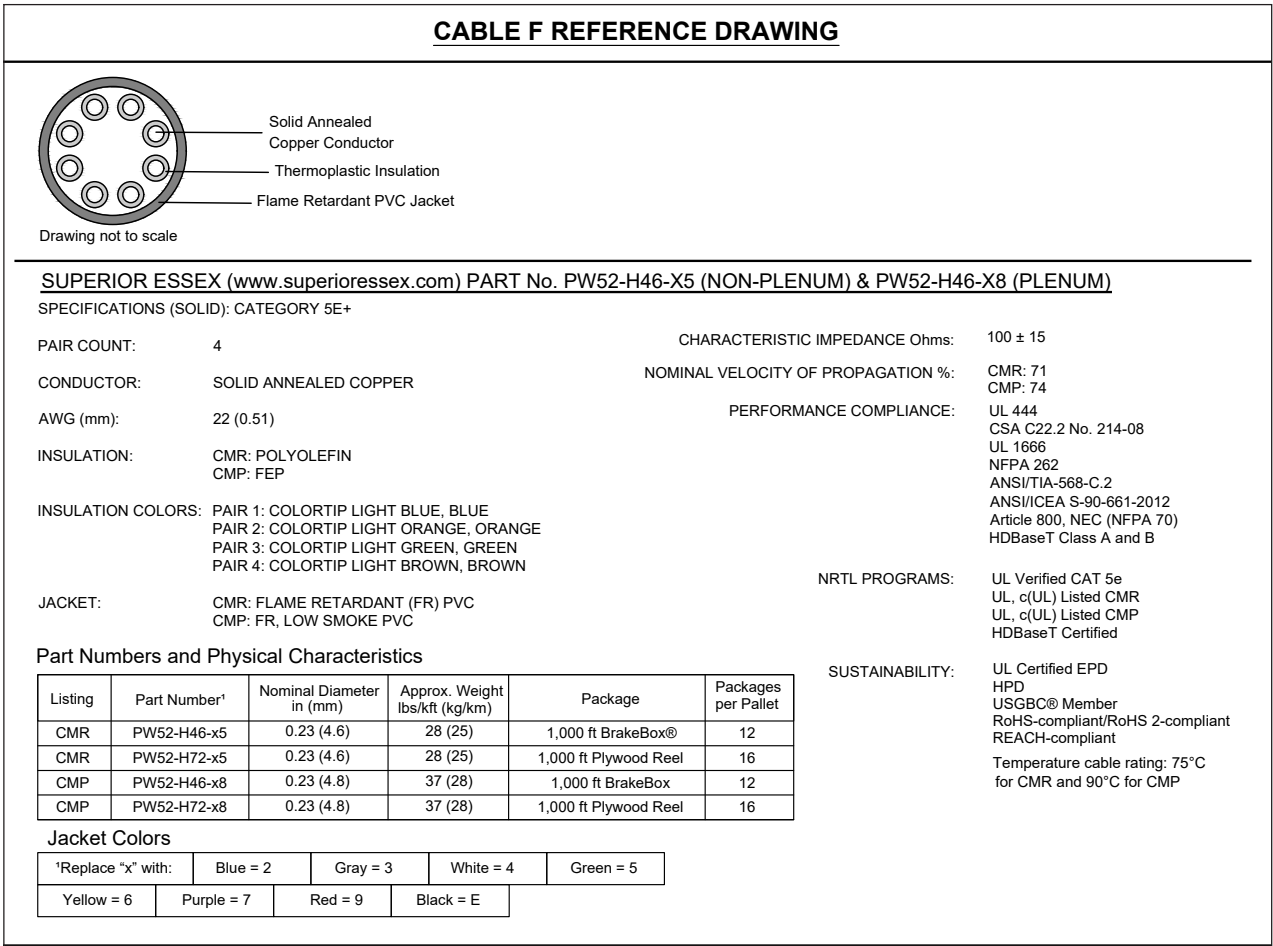 CABLE F REFERENCE DRAWING
Solid Annealed
Copper Conductor
Thermoplastic Insulation
Flame Retardant PVC Jacket
Drawing not to scale
SUPERIOR ESSEX (www.superioressex.com) PART No. PW52-H46-X5 (NON-PLENUM) & PW52-H46-X8 (PLENUM)
SPECIFICATIONS (SOLID): CATEGORY 5E+
PAIR COUNT: 4
CONDUCTOR: SOLID ANNEALED COPPER
AWG (mm): 22 (0.51)
INSULATION: CMR: POLYOLEFIN
CMP: FEP
INSULATION COLORS: PAIR 1: COLORTIP LIGHT BLUE, BLUE
PAIR 2: COLORTIP LIGHT ORANGE, ORANGE
PAIR 3: COLORTIP LIGHT GREEN, GREEN
PAIR 4: COLORTIP LIGHT BROWN, BROWN
JACKET: CMR: FLAME RETARDANT (FR) PVC
CMP: FR, LOW SMOKE PVC
CHARACTERISTIC IMPEDANCE Ohms: 100 ± 15
NOMINAL VELOCITY OF PROPAGATION %: CMR: 71
CMP: 74
PERFORMANCE COMPLIANCE: UL 444
CSA C22.2 No. 214-08
UL 1666
NFPA 262
ANSI/TIA-568-C.2
ANSI/ICEA S-90-661-2012
Article 800, NEC (NFPA 70)
HDBaseT Class A and B
NRTL PROGRAMS: UL Verified CAT 5e
UL, c(UL) Listed CMR
UL, c(UL) Listed CMP
HDBaseT Certified
SUSTAINABILITY: UL Certified EPD
HPD
USGBC® Member
RoHS-compliant/RoHS 2-compliant
REACH-compliant
Temperature cable rating: 75°C
for CMR and 90°C for CMP
Part Numbers and Physical Characteristics
Listing Part Number¹ Nominal Diameter in (mm) Approx. Weight lbs/kft (kg/km) Package Packages per Pallet
CMR PW52-H46-x5 0.23 (4.6) 28 (25) 1,000 ft BrakeBox® 12
CMR PW52-H72-x5 0.23 (4.6) 28 (25) 1,000 ft Plywood Reel 16
CMP PW52-H46-x8 0.23 (4.8) 37 (28) 1,000 ft BrakeBox 12
CMP PW52-H72-x8 0.23 (4.8) 37 (28) 1,000 ft Plywood Reel 16
Jacket Colors
¹Replace “x” with: Blue = 2 Gray = 3 White = 4 Green = 5
Yellow = 6 Purple = 7 Red = 9 Black = E